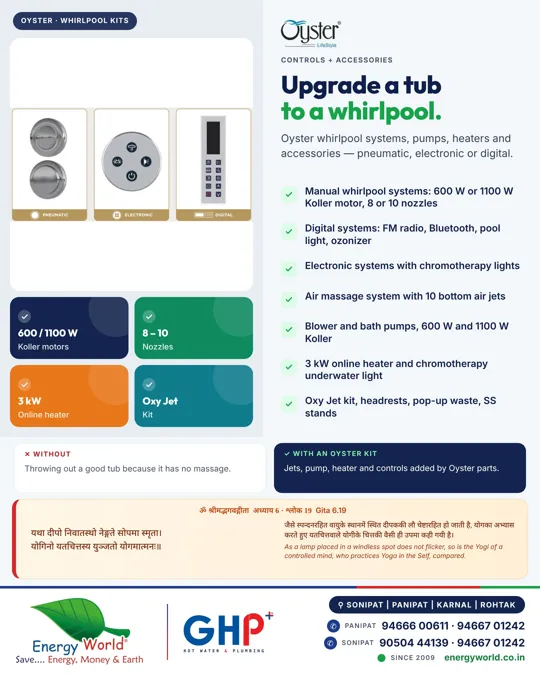 OYSTER · WHIRLPOOL KITS
PNEUMATIC
ELECTRONIC
DIGITAL
600 / 1100 W
Koller motors
8 – 10
Nozzles
3 kW
Online heater
Oxy Jet
Kit
Oyster®
LifeStyle
CONTROLS + ACCESSORIES
Upgrade a tub
to a whirlpool.
Oyster whirlpool systems, pumps, heaters and
accessories — pneumatic, electronic or digital.
Manual whirlpool systems: 600 W or 1100 W
Koller motor, 8 or 10 nozzles
Digital systems: FM radio, Bluetooth, pool
light, ozonizer
Electronic systems with chromotherapy lights
Air massage system with 10 bottom air jets
Blower and bath pumps, 600 W and 1100 W
Koller
3 kW online heater and chromotherapy
underwater light
Oxy Jet kit, headrests, pop-up waste, SS
stands
✕ WITHOUT
Throwing out a good tub because it has no massage.
✓ WITH AN OYSTER KIT
Jets, pump, heater and controls added by Oyster parts.
ॐ श्रीमद्भगवद्गीता अध्याय 6 · श्लोक 19 Gita 6.19
यथा दीपो निवातस्थो नेङ्गते सोपमा स्मृता।
योगिनो यतचित्तस्य युञ्जतो योगमात्मनः॥
जैसे स्पन्दनरहित वायुके स्थानमें स्थित दीपककी लौ चेष्टारहित हो जाती है, योगका अभ्यास
करते हुए यतचित्तवाले योगीके चित्तकी वैसी ही उपमा कही गयी है।
As a lamp placed in a windless spot does not flicker, so is the Yogi of a
controlled mind, who practices Yoga in the Self, compared.
Energy World®
Save.... Energy, Money & Earth
GHP+
HOT WATER & PLUMBING
SONIPAT | PANIPAT | KARNAL | ROHTAK
PANIPAT 94666 00611 · 94667 01242
SONIPAT 90504 44139 · 94667 01242
SINCE 2009 energyworld.co.in